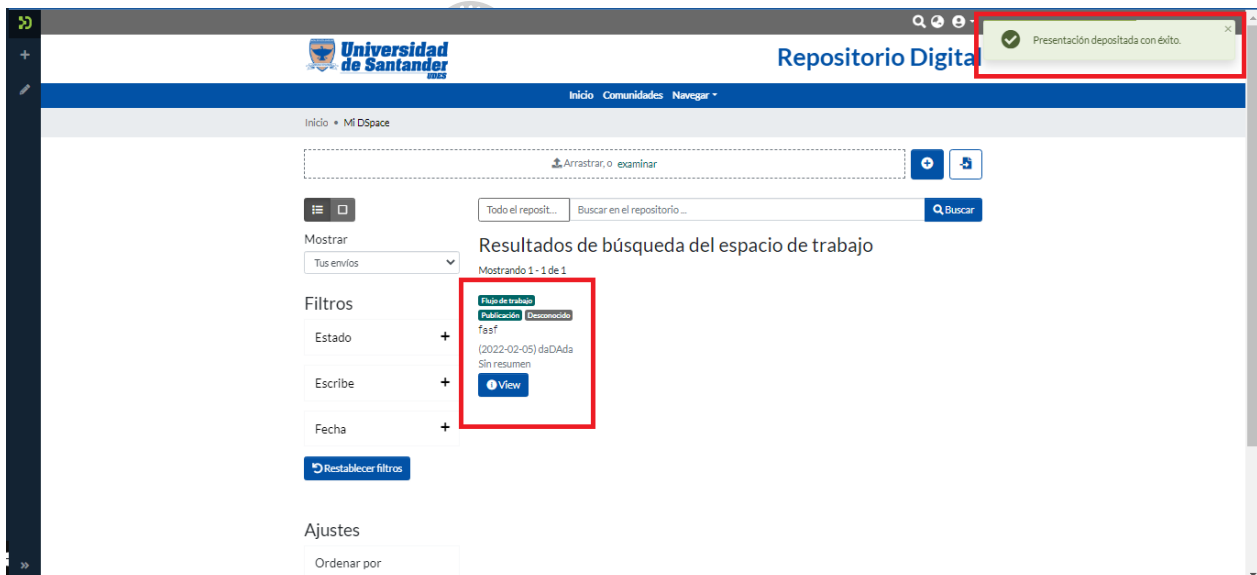 Presentación depositada con éxito.
×
Universidad
de Santander
UDES
Repositorio Digital
Inicio Comunidades Navegar
Inicio • Mi DSpace
Arrastrar, o examinar
Todo el reposit...
Buscar en el repositorio ...
Buscar
Mostrar
Tus envíos
Resultados de búsqueda del espacio de trabajo
Mostrando 1 - 1 de 1
Filtros
Estado +
Escribe +
Fecha +
Restablecer filtros
Flujo de trabajo
Publicación Desconocido
fasf
(2022-02-05) daDAda
Sin resumen
View
Ajustes
Ordenar por